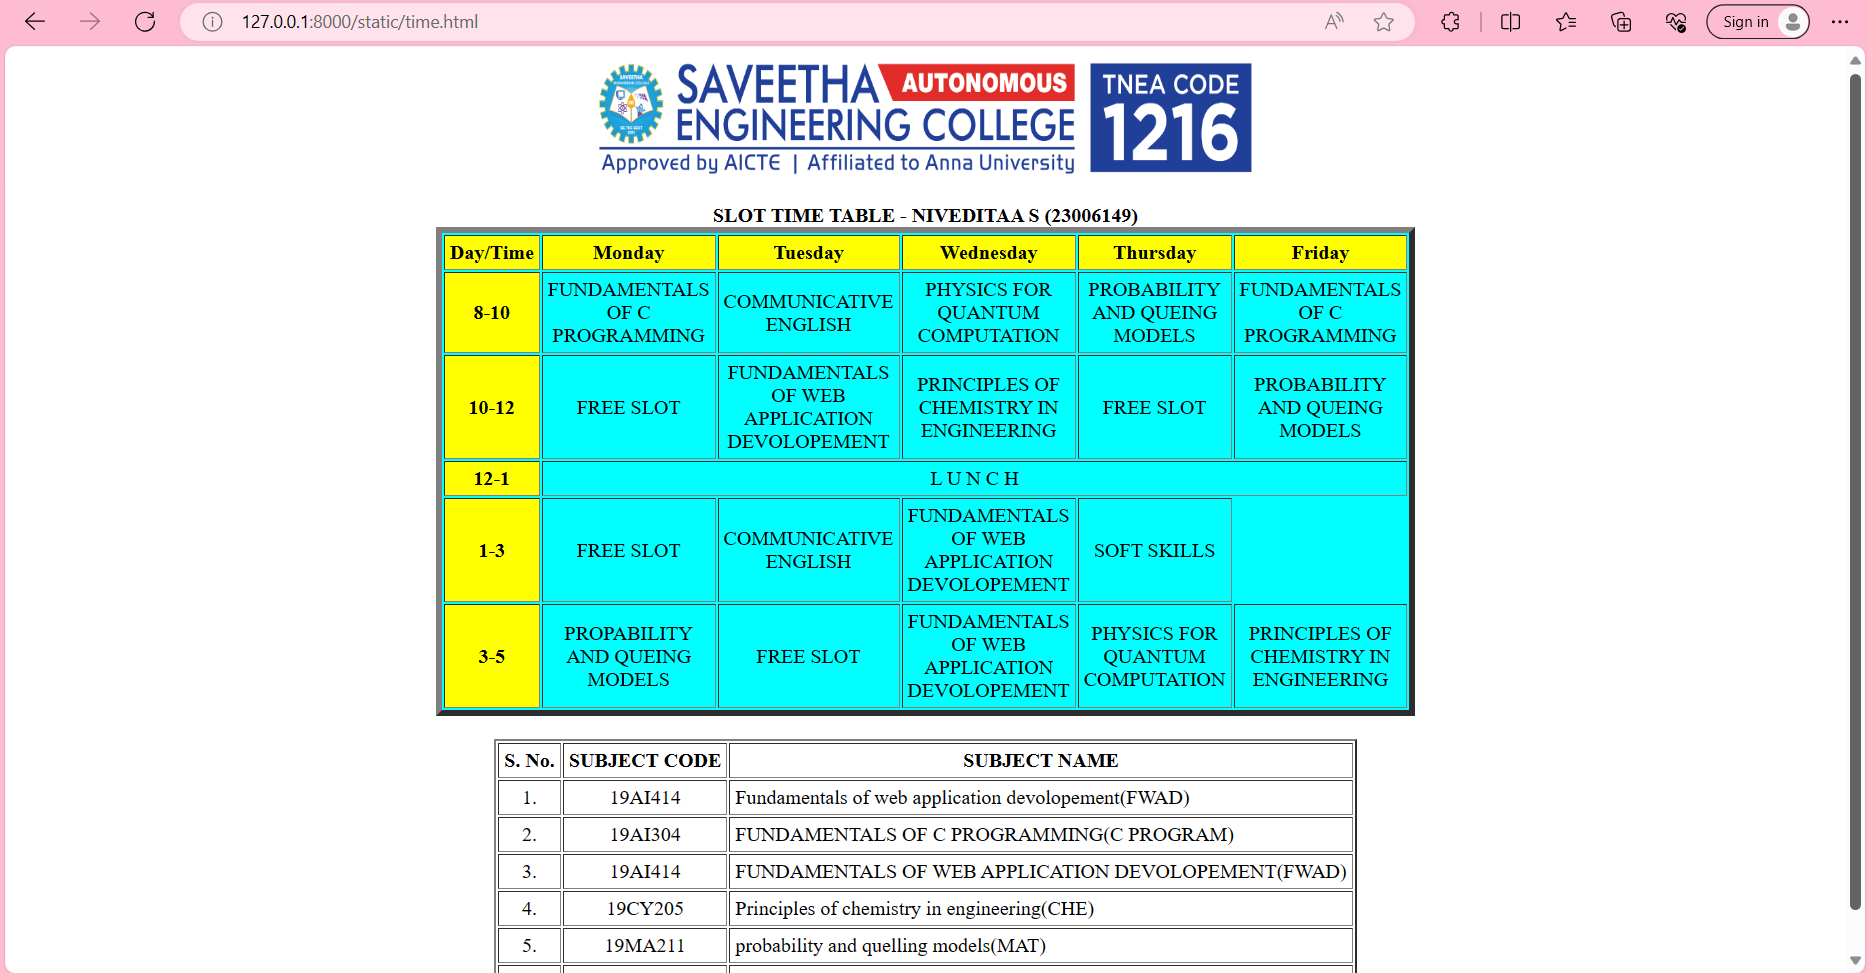 127.0.0.1:8000/static/time.html
Sign in
SAVEETHA AUTONOMOUS
ENGINEERING COLLEGE
Approved by AICTE | Affiliated to Anna University
TNEA CODE
1216
SLOT TIME TABLE - NIVEDITAA S (23006149)
Day/Time Monday Tuesday Wednesday Thursday Friday
8-10
FUNDAMENTALS
OF C
PROGRAMMING
COMMUNICATIVE
ENGLISH
PHYSICS FOR
QUANTUM
COMPUTATION
PROBABILITY
AND QUEING
MODELS
FUNDAMENTALS
OF C
PROGRAMMING
10-12
FREE SLOT
FUNDAMENTALS
OF WEB
APPLICATION
DEVOLOPEMENT
PRINCIPLES OF
CHEMISTRY IN
ENGINEERING
FREE SLOT
PROBABILITY
AND QUEING
MODELS
12-1
L U N C H
1-3
FREE SLOT
COMMUNICATIVE
ENGLISH
FUNDAMENTALS
OF WEB
APPLICATION
DEVOLOPEMENT
SOFT SKILLS
3-5
PROPABILITY
AND QUEING
MODELS
FREE SLOT
FUNDAMENTALS
OF WEB
APPLICATION
DEVOLOPEMENT
PHYSICS FOR
QUANTUM
COMPUTATION
PRINCIPLES OF
CHEMISTRY IN
ENGINEERING
S. No. SUBJECT CODE SUBJECT NAME
1. 19AI414 Fundamentals of web application devolopement(FWAD)
2. 19AI304 FUNDAMENTALS OF C PROGRAMMING(C PROGRAM)
3. 19AI414 FUNDAMENTALS OF WEB APPLICATION DEVOLOPEMENT(FWAD)
4. 19CY205 Principles of chemistry in engineering(CHE)
5. 19MA211 probability and quelling models(MAT)